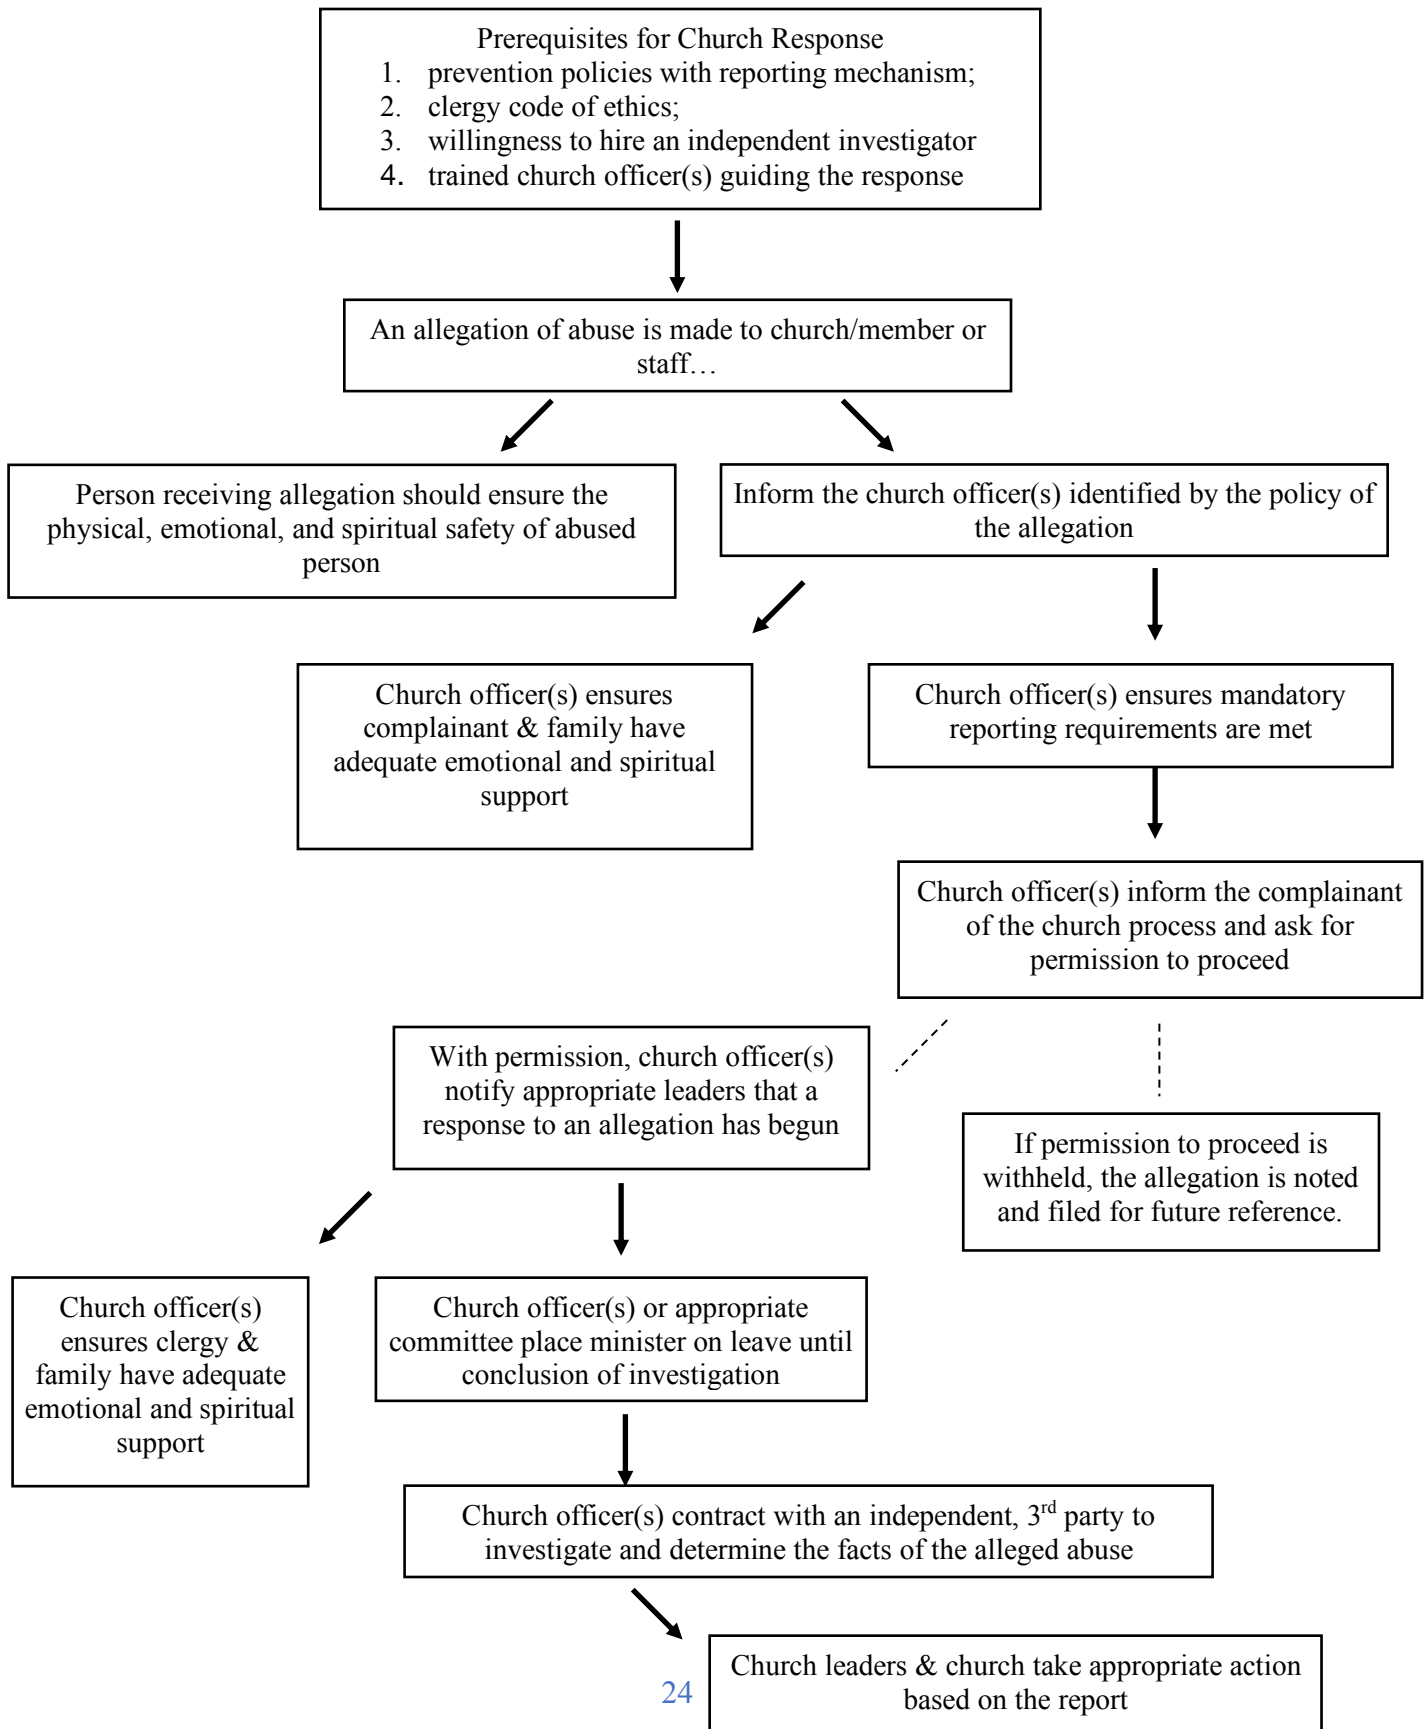 Prerequisites for Church Response
1. prevention policies with reporting mechanism;
2. clergy code of ethics;
3. willingness to hire an independent investigator
4. trained church officer(s) guiding the response
An allegation of abuse is made to church/member or
staff…
Person receiving allegation should ensure the
physical, emotional, and spiritual safety of abused
person
Inform the church officer(s) identified by the policy of
the allegation
Church officer(s) ensures
complainant & family have
adequate emotional and spiritual
support
Church officer(s) ensures mandatory
reporting requirements are met
Church officer(s) inform the complainant
of the church process and ask for
permission to proceed
With permission, church officer(s)
notify appropriate leaders that a
response to an allegation has begun
If permission to proceed is
withheld, the allegation is noted
and filed for future reference.
Church officer(s)
ensures clergy &
family have adequate
emotional and spiritual
support
Church officer(s) or appropriate
committee place minister on leave until
conclusion of investigation
Church officer(s) contract with an independent, 3rd party to
investigate and determine the facts of the alleged abuse
Church leaders & church take appropriate action
based on the report
24